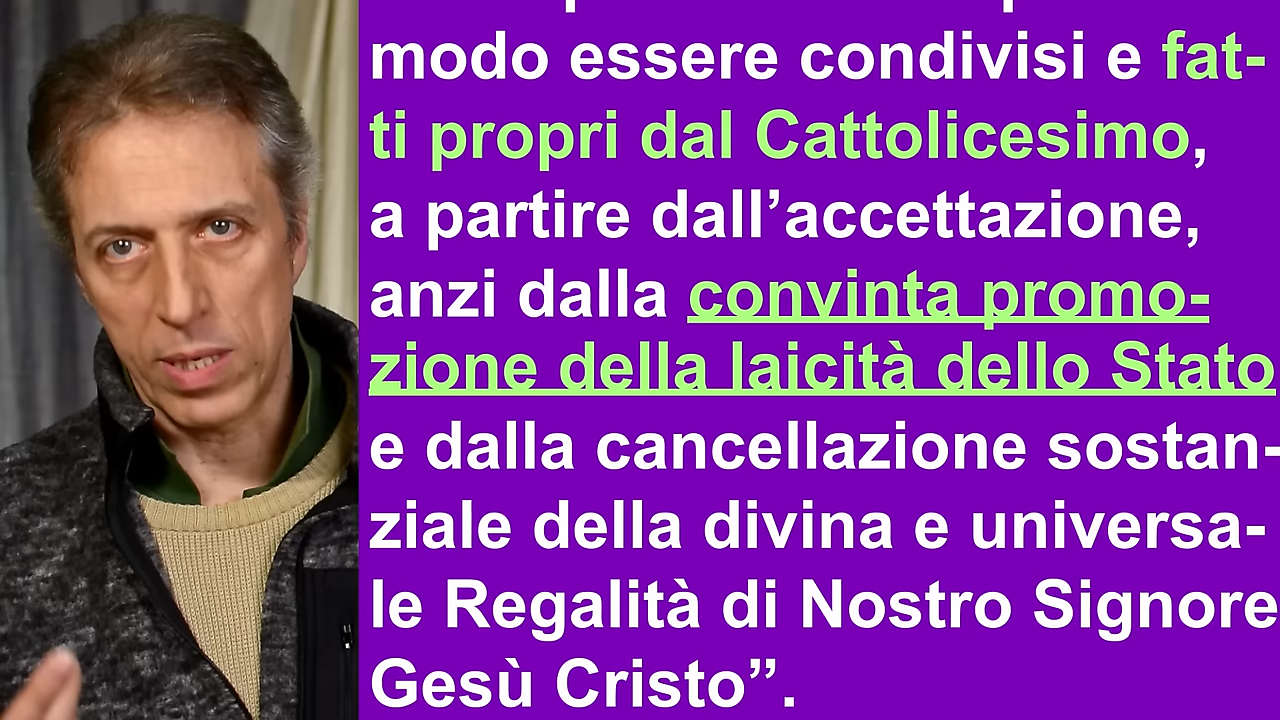 modo essere condivisi e fat-
ti propri dal Cattolicesimo,
a partire dall’accettazione,
anzi dalla convinta promo-
zione della laicità dello Stato
e dalla cancellazione sostan-
ziale della divina e universa-
le Regalità di Nostro Signore
Gesù Cristo”.